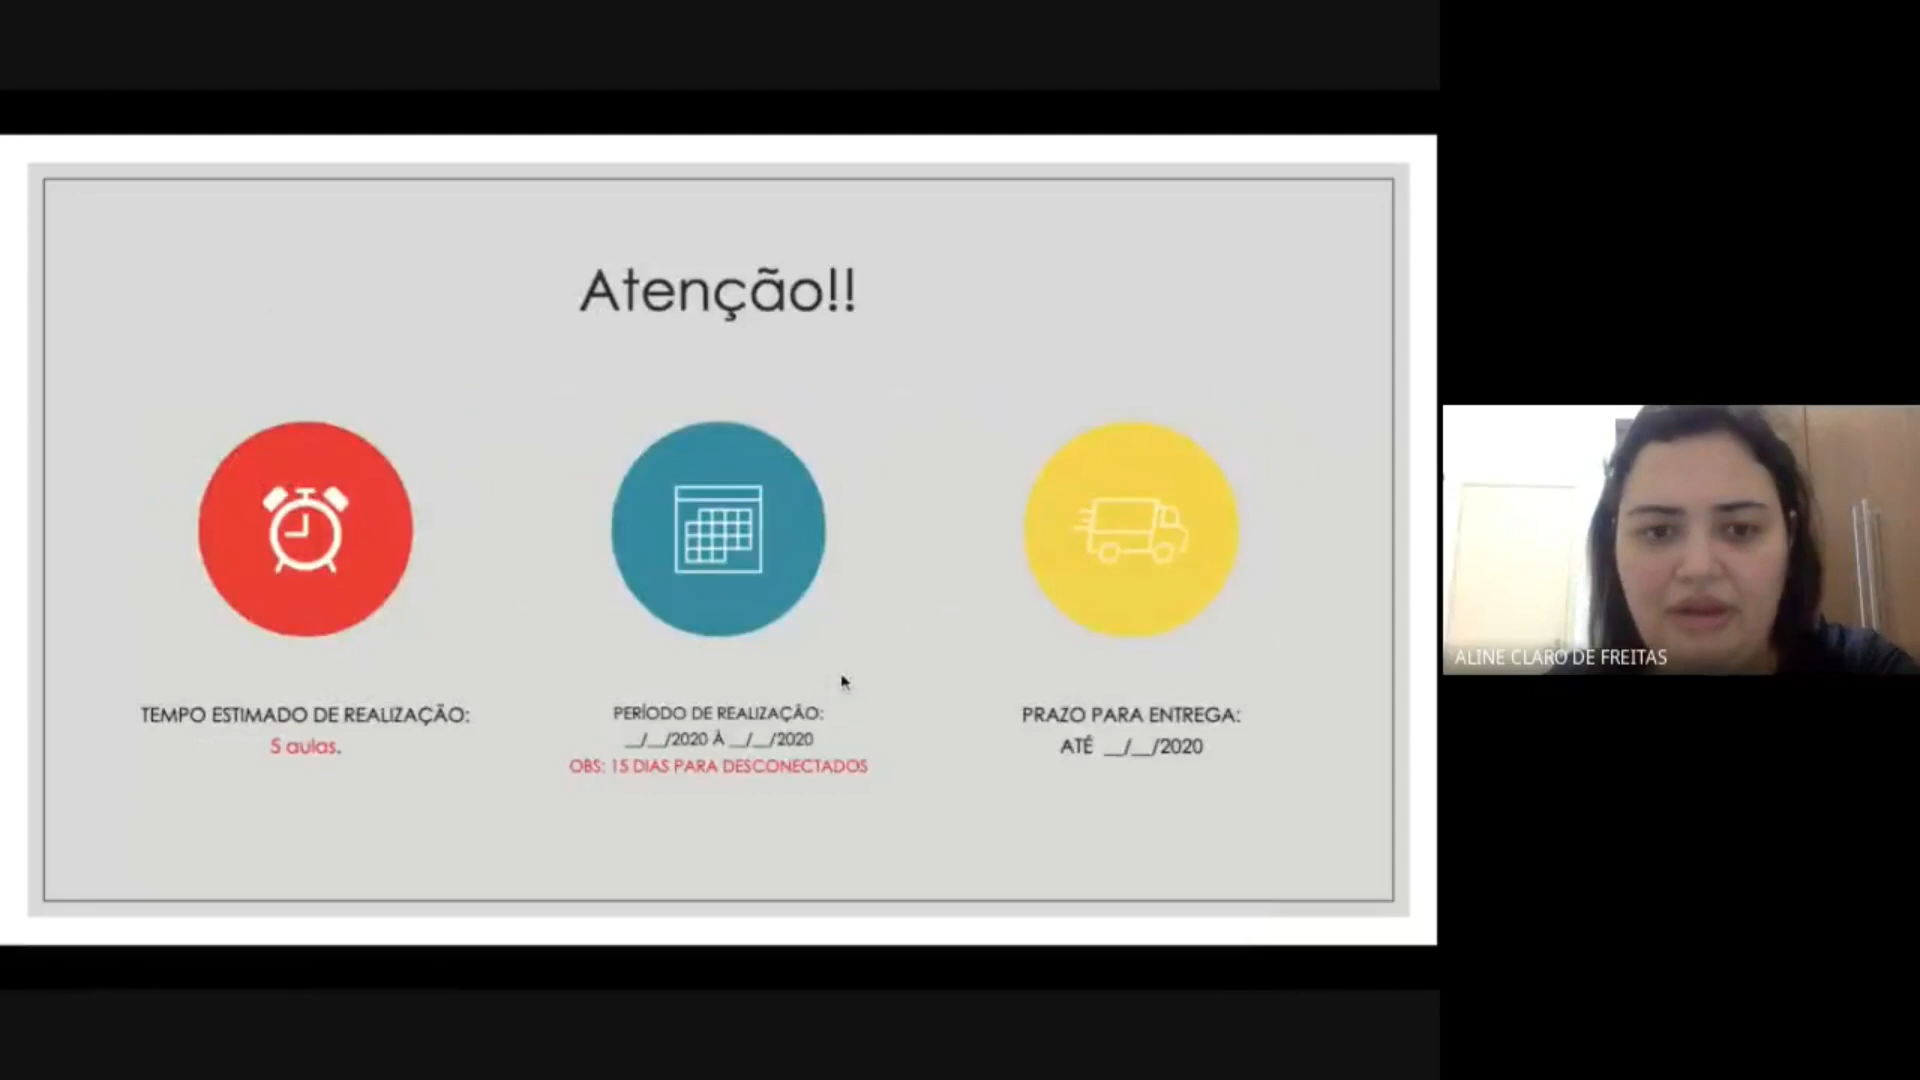 Atenção!!
TEMPO ESTIMADO DE REALIZAÇÃO:
5 aulas.
PERÍODO DE REALIZAÇÃO:
__/__/2020 À __/__/2020
OBS: 15 DIAS PARA DESCONECTADOS
PRAZO PARA ENTREGA:
ATÉ __/__/2020
ALINE CLARO DE FREITAS